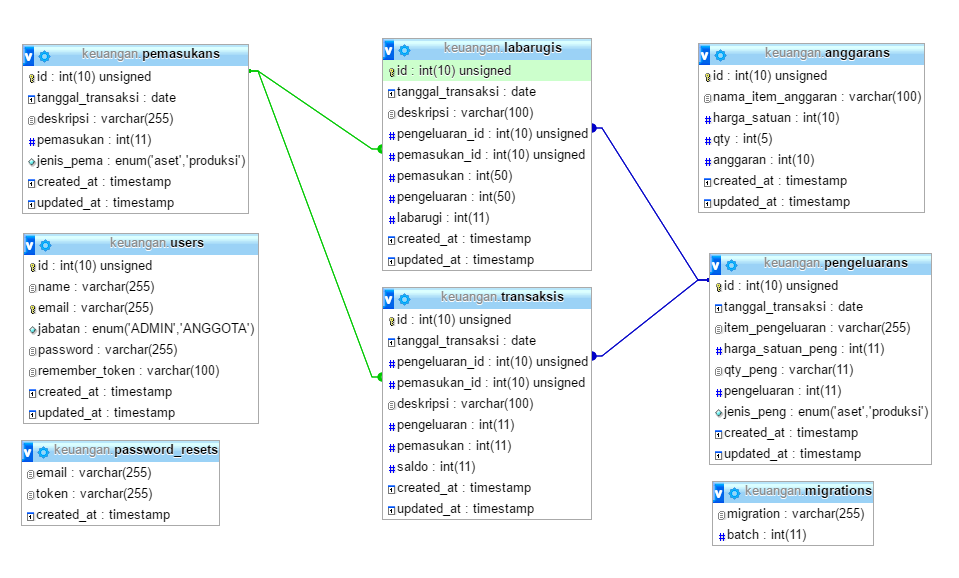 keuangan.pemasukans
id : int(10) unsigned
tanggal_transaksi : date
deskripsi : varchar(255)
pemasukan : int(11)
jenis_pema : enum('aset','produksi')
created_at : timestamp
updated_at : timestamp
keuangan.users
id : int(10) unsigned
name : varchar(255)
email : varchar(255)
jabatan : enum('ADMIN','ANGGOTA')
password : varchar(255)
remember_token : varchar(100)
created_at : timestamp
updated_at : timestamp
keuangan.password_resets
email : varchar(255)
token : varchar(255)
created_at : timestamp
keuangan.labarugis
id : int(10) unsigned
tanggal_transaksi : date
deskripsi : varchar(100)
pengeluaran_id : int(10) unsigned
pemasukan_id : int(10) unsigned
pemasukan : int(50)
pengeluaran : int(50)
labarugi : int(11)
created_at : timestamp
updated_at : timestamp
keuangan.transaksis
id : int(10) unsigned
tanggal_transaksi : date
pengeluaran_id : int(10) unsigned
pemasukan_id : int(10) unsigned
deskripsi : varchar(100)
pengeluaran : int(11)
pemasukan : int(11)
saldo : int(11)
created_at : timestamp
updated_at : timestamp
keuangan.anggarans
id : int(10) unsigned
nama_item_anggaran : varchar(100)
harga_satuan : int(10)
qty : int(5)
anggaran : int(10)
created_at : timestamp
updated_at : timestamp
keuangan.pengeluarans
id : int(10) unsigned
tanggal_transaksi : date
item_pengeluaran : varchar(255)
harga_satuan_peng : int(11)
qty_peng : varchar(11)
pengeluaran : int(11)
jenis_peng : enum('aset','produksi')
created_at : timestamp
updated_at : timestamp
keuangan.migrations
migration : varchar(255)
batch : int(11)